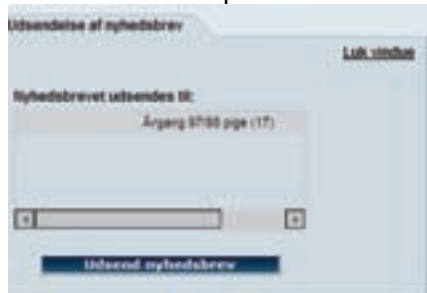 Udsendelse af nyhedsbrev
Luk vindue
Nyhedsbrevet udsendes til:
Årgang 97/98 pige (17)
Udsend nyhedsbrev